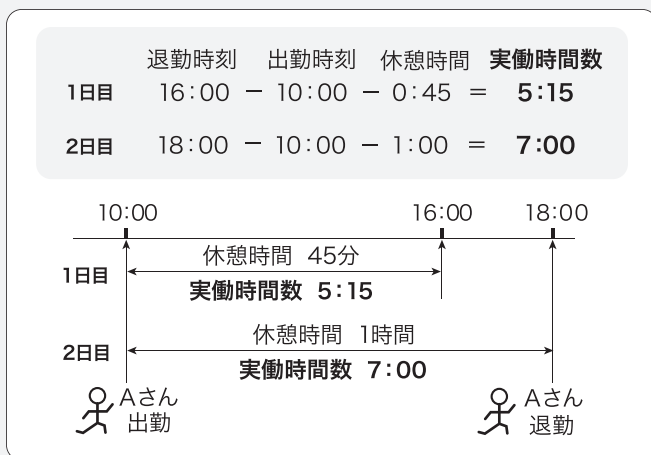 退勤時刻 出勤時刻 休憩時間 実働時間数
1日目 16:00 − 10:00 − 0:45 = 5:15
2日目 18:00 − 10:00 − 1:00 = 7:00
10:00 16:00 18:00
休憩時間 45分
1日目
実働時間数 5:15
休憩時間 1時間
2日目
実働時間数 7:00
Aさん
出勤
Aさん
退勤